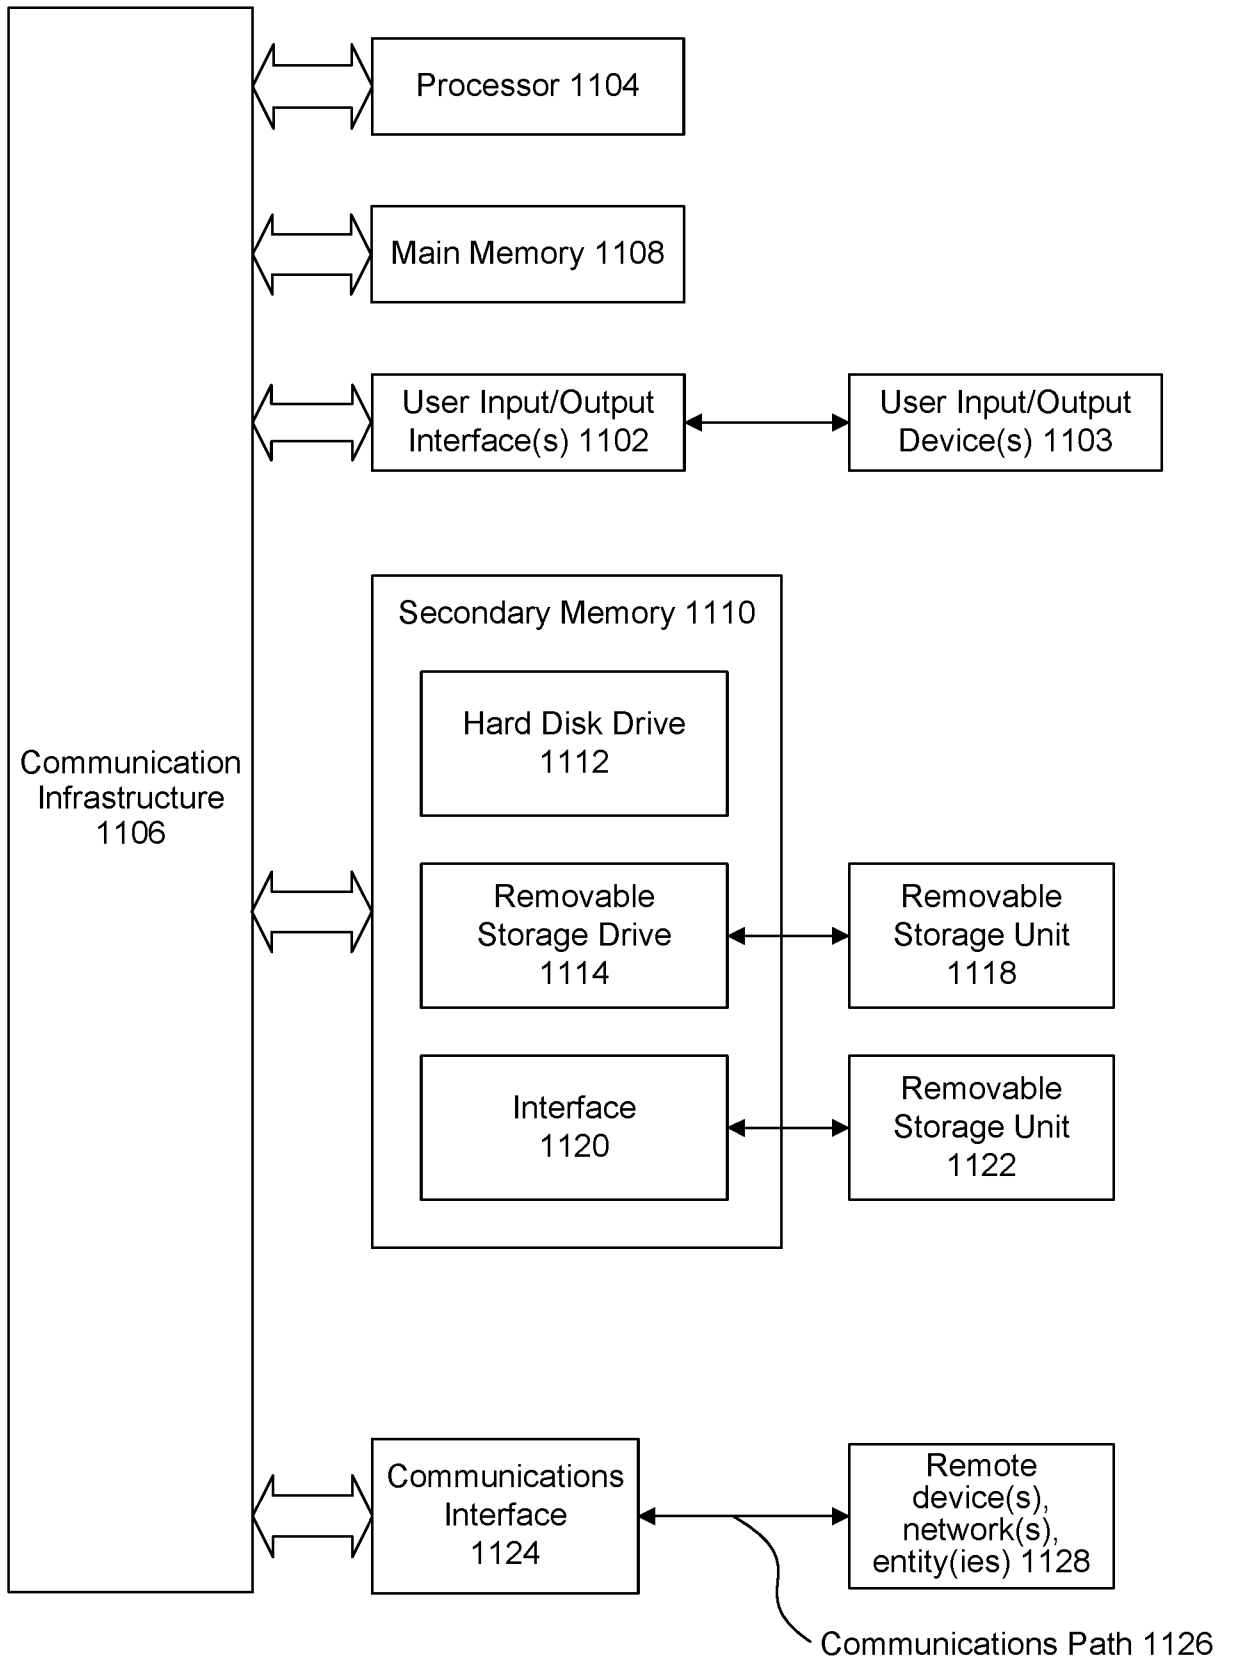 Processor 1104
Main Memory 1108
User Input/Output
Interface(s) 1102
User Input/Output
Device(s) 1103
Secondary Memory 1110
Hard Disk Drive
1112
Communication
Infrastructure
1106
Removable
Storage Drive
1114
Removable
Storage Unit
1118
Interface
1120
Removable
Storage Unit
1122
Communications
Interface
1124
Remote
device(s),
network(s),
entity(ies) 1128
Communications Path 1126